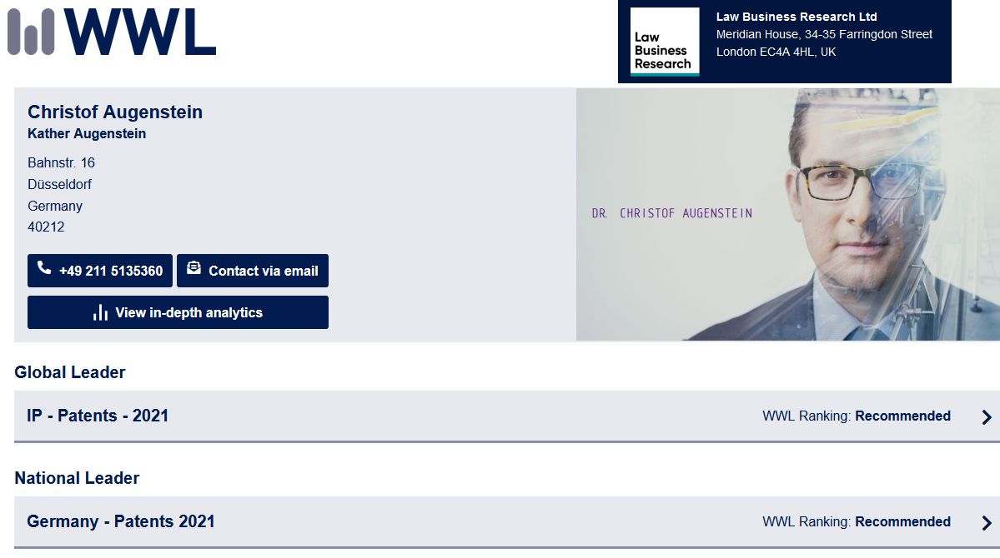 WWL
Law Business Research
Law Business Research Ltd
Meridian House, 34-35 Farringdon Street
London EC4A 4HL, UK
Christof Augenstein
Kather Augenstein
Bahnstr. 16
Düsseldorf
Germany
40212
+49 211 5135360
Contact via email
View in-depth analytics
DR. CHRISTOF AUGENSTEIN
Global Leader
IP - Patents - 2021
WWL Ranking: Recommended
National Leader
Germany - Patents 2021
WWL Ranking: Recommended